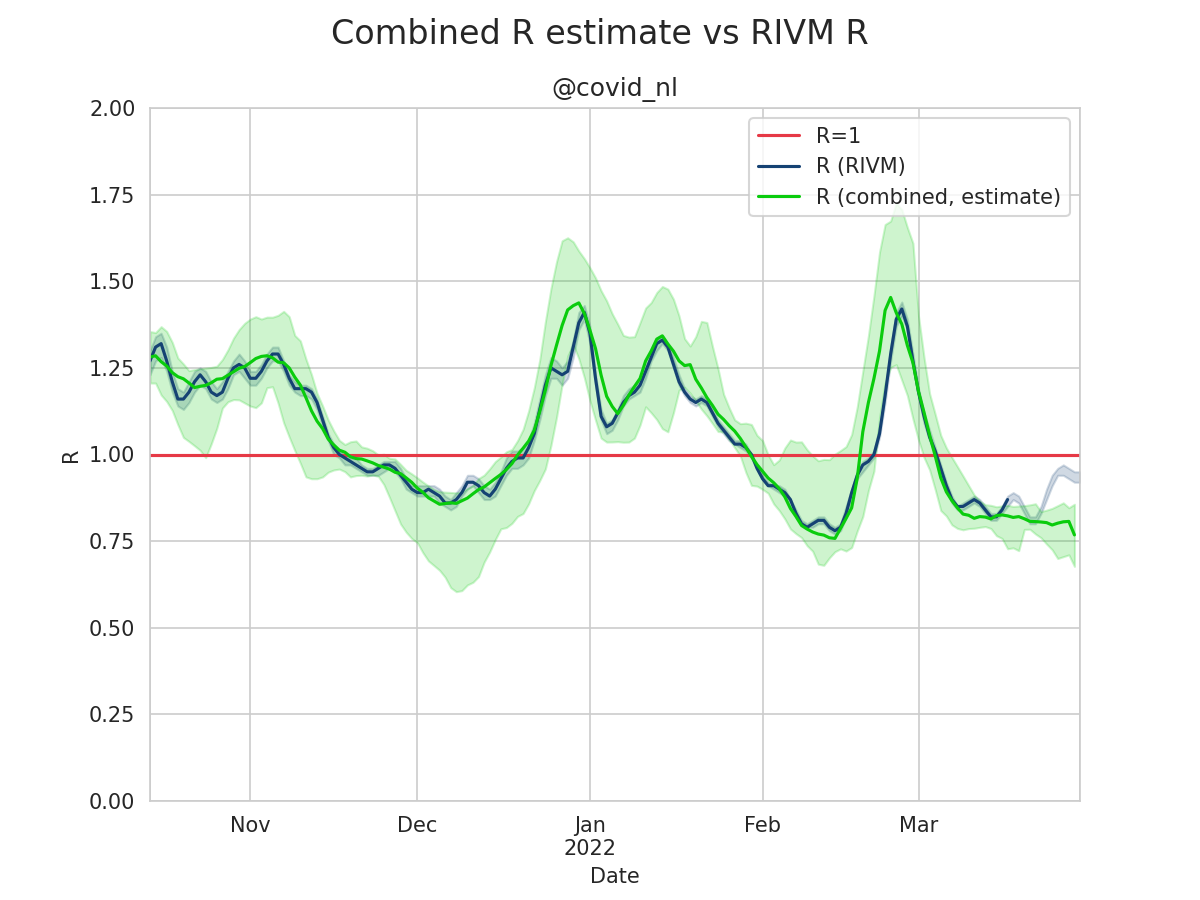 Combined R estimate vs RIVM R
@covid_nl
R=1
R (RIVM)
R (combined, estimate)
2.00
1.75
1.50
1.25
1.00
0.75
0.50
0.25
0.00
R
Nov
Dec
Jan
2022
Feb
Mar
Date